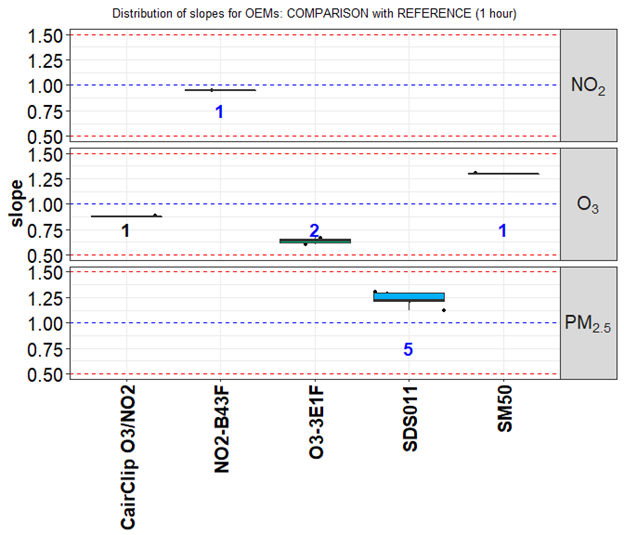 Distribution of slopes for OEMs: COMPARISON with REFERENCE (1 hour)
slope
1.50
1.25
1.00
0.75
0.50
1
NO2
1.50
1.25
1.00
0.75
0.50
1
2
1
O3
1.50
1.25
1.00
0.75
0.50
5
PM2.5
CairClip O3/NO2
NO2-B43F
O3-3E1F
SDS011
SM50